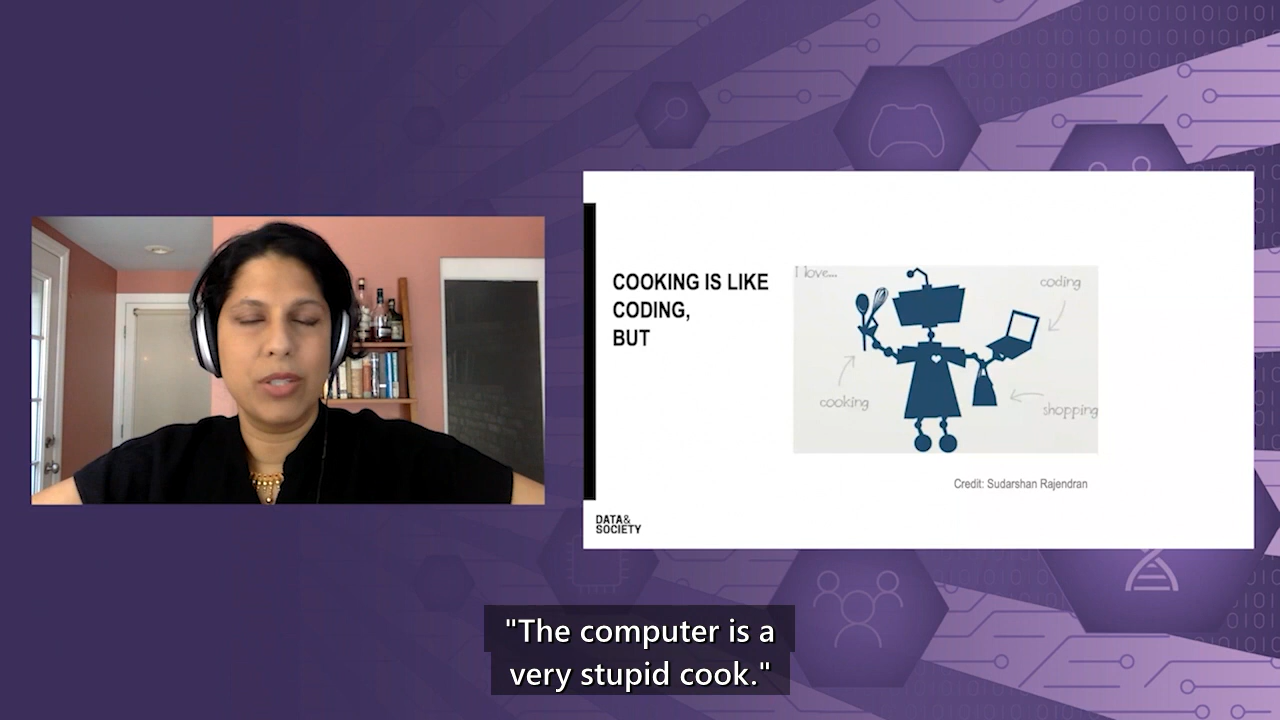 COOKING IS LIKE
CODING,
BUT
I love...
coding
cooking
shopping
Credit: Sudarshan Rajendran
DATA&
SOCIETY
"The computer is a
very stupid cook."